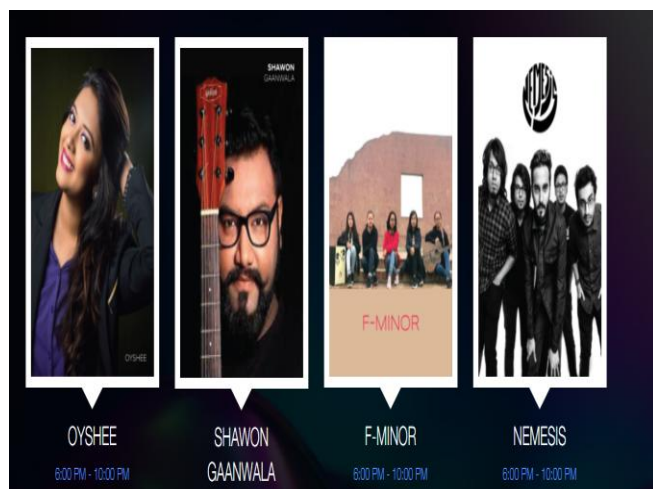 SHAWON
GAANWALA
NEMESIS
OYSHEE
F-MINOR
OYSHEE
6:00 PM - 10:00 PM
SHAWON
GAANWALA
F-MINOR
6:00 PM - 10:00 PM
NEMESIS
6:00 PM - 10:00 PM